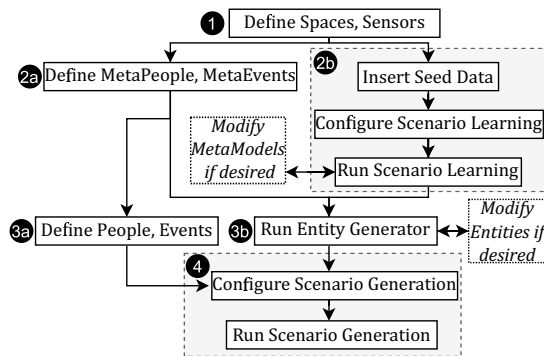 1 Define Spaces, Sensors
2a Define MetaPeople, MetaEvents
2b
Insert Seed Data
Configure Scenario Learning
Run Scenario Learning
Modify
MetaModels
if desired
3a Define People, Events
3b Run Entity Generator
Modify
Entities if
desired
4
Configure Scenario Generation
Run Scenario Generation